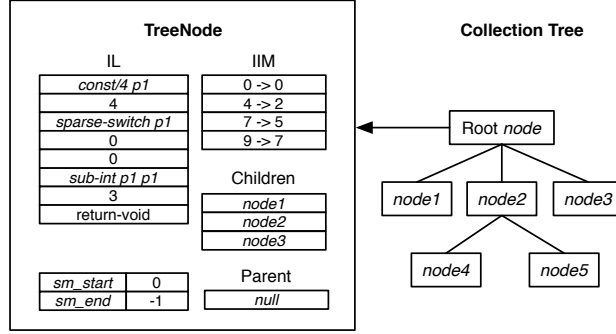 TreeNode
IL
const/4 p1
4
sparse-switch p1
0
0
sub-int p1 p1
3
return-void
IIM
0 -> 0
4 -> 2
7 -> 5
9 -> 7
Children
node1
node2
node3
sm_start 0
sm_end -1
Parent
null
Collection Tree
Root node
node1 node2 node3
node4 node5